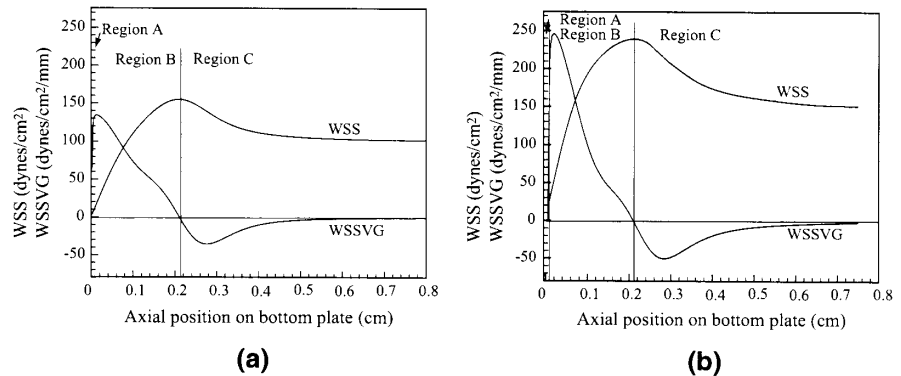 WSS (dynes/cm²)
WSSVG (dynes/cm²/mm)
250
200
150
100
50
0
-50
Region A
Region B
Region C
WSS
WSSVG
0
0.1
0.2
0.3
0.4
0.5
0.6
0.7
0.8
Axial position on bottom plate (cm)
(a)
WSS (dynes/cm²)
WSSVG (dynes/cm²/mm)
250
200
150
100
50
0
-50
Region A
Region B
Region C
WSS
WSSVG
0
0.1
0.2
0.3
0.4
0.5
0.6
0.7
0.8
Axial position on bottom plate (cm)
(b)